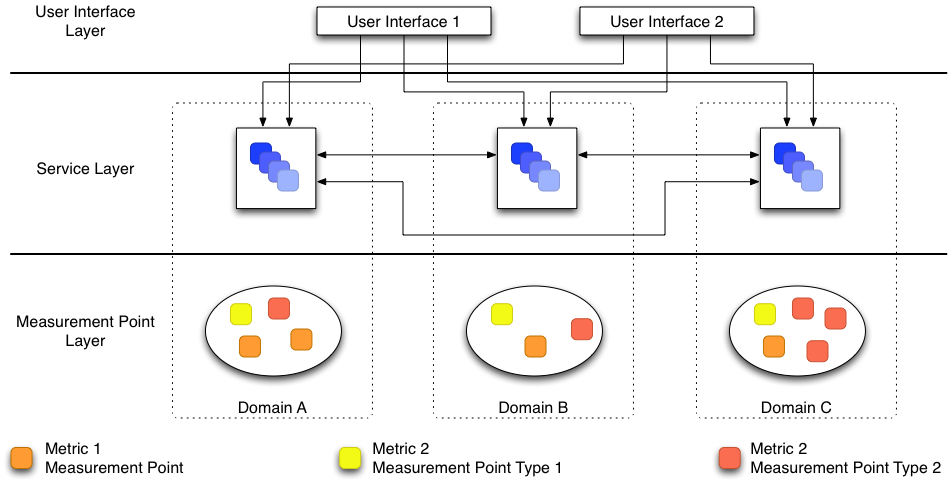 User Interface
Layer
User Interface 1
User Interface 2
Service Layer
Measurement Point
Layer
Domain A
Domain B
Domain C
Metric 1
Measurement Point
Metric 2
Measurement Point Type 1
Metric 2
Measurement Point Type 2